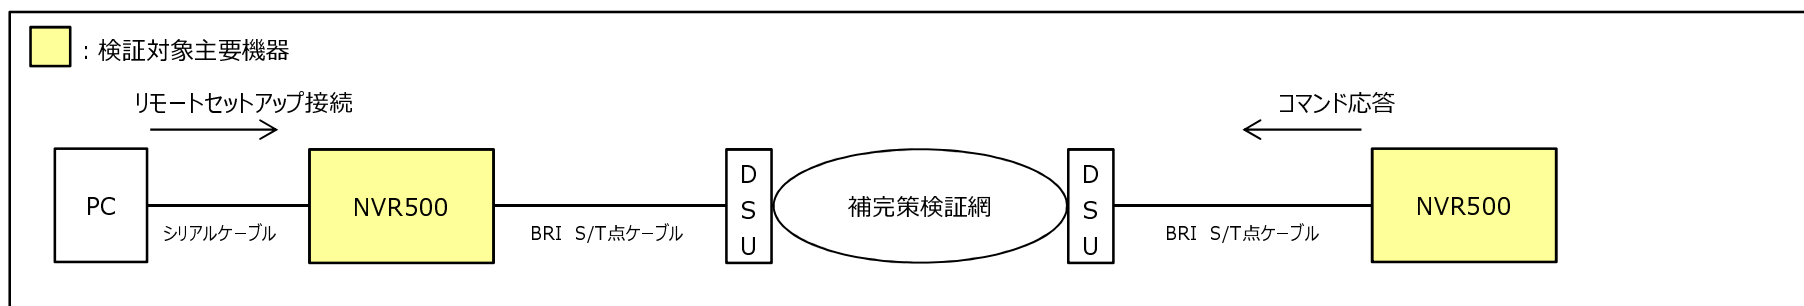 ：検証対象主要機器
リモートセットアップ接続
コマンド応答
PC
シリアルケーブル
NVR500
BRI S/T点ケーブル
DSU
補完策検証網
DSU
BRI S/T点ケーブル
NVR500